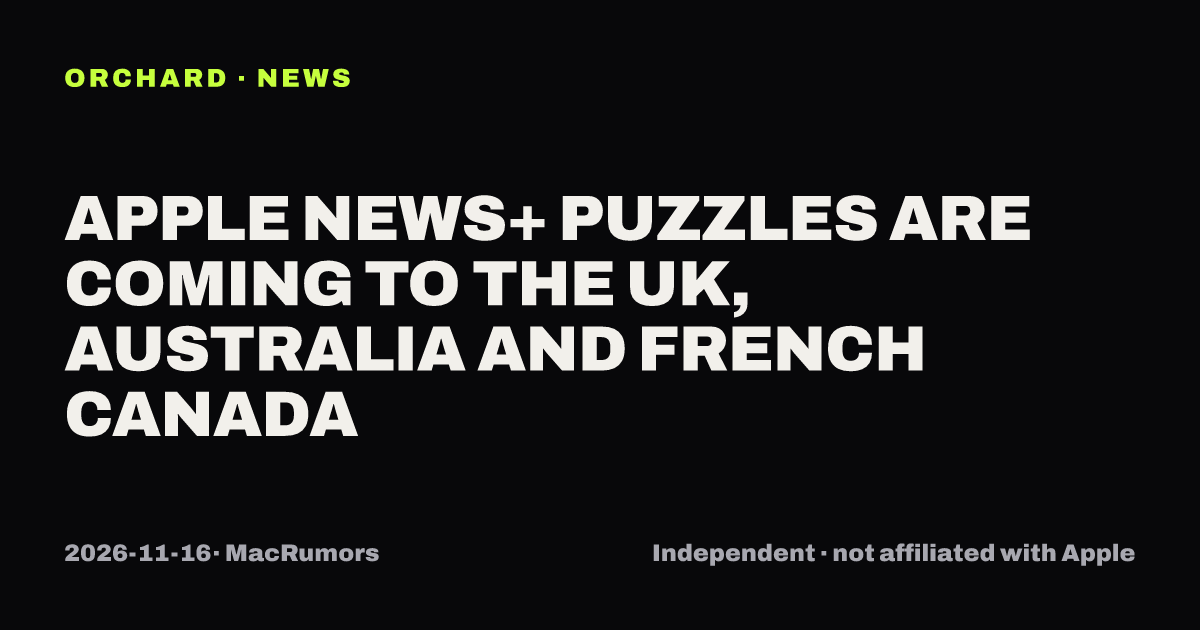 ORCHARD · NEWS
APPLE NEWS+ PUZZLES ARE
COMING TO THE UK,
AUSTRALIA AND FRENCH
CANADA
2026-11-16· MacRumors
Independent · not affiliated with Apple